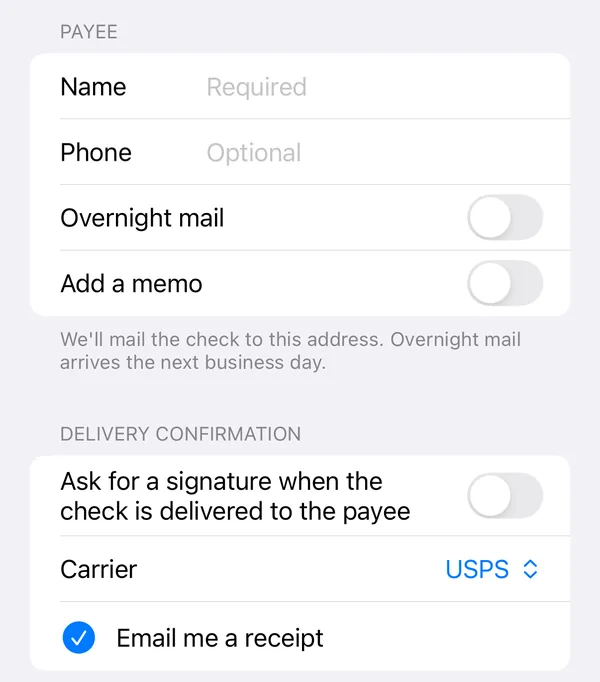 PAYEE
Name Required
Phone Optional
Overnight mail
Add a memo
We'll mail the check to this address. Overnight mail
arrives the next business day.
DELIVERY CONFIRMATION
Ask for a signature when the
check is delivered to the payee
Carrier USPS
Email me a receipt